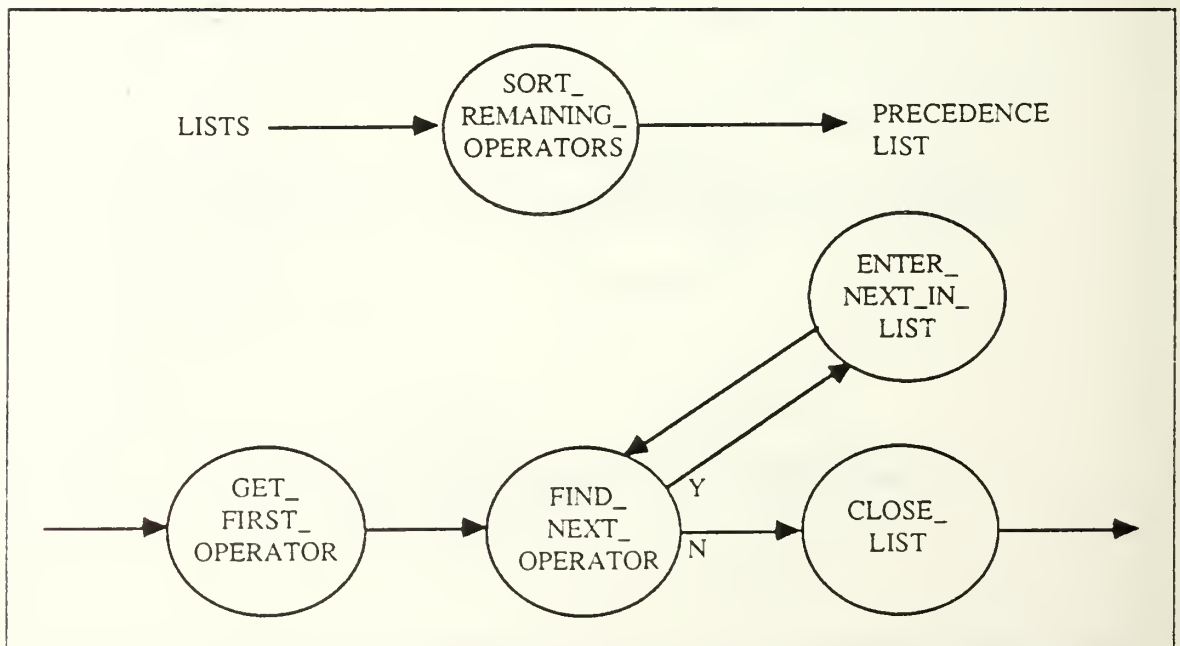 LISTS
SORT_
REMAINING_
OPERATORS
PRECEDENCE
LIST
ENTER_
NEXT_IN_
LIST
GET_
FIRST_
OPERATOR
FIND_
NEXT_
OPERATOR
Y
N
CLOSE_
LIST